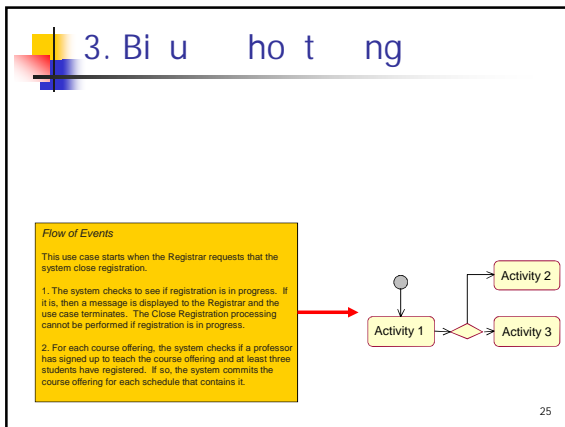 3. Bi u ho t ng
Flow of Events
This use case starts when the Registrar requests that the
system close registration.
1. The system checks to see if registration is in progress. If
it is, then a message is displayed to the Registrar and the
use case terminates. The Close Registration processing
cannot be performed if registration is in progress.
2. For each course offering, the system checks if a professor
has signed up to teach the course offering and at least three
students have registered. If so, the system commits the
course offering for each schedule that contains it.
Activity 1
Activity 2
Activity 3
25